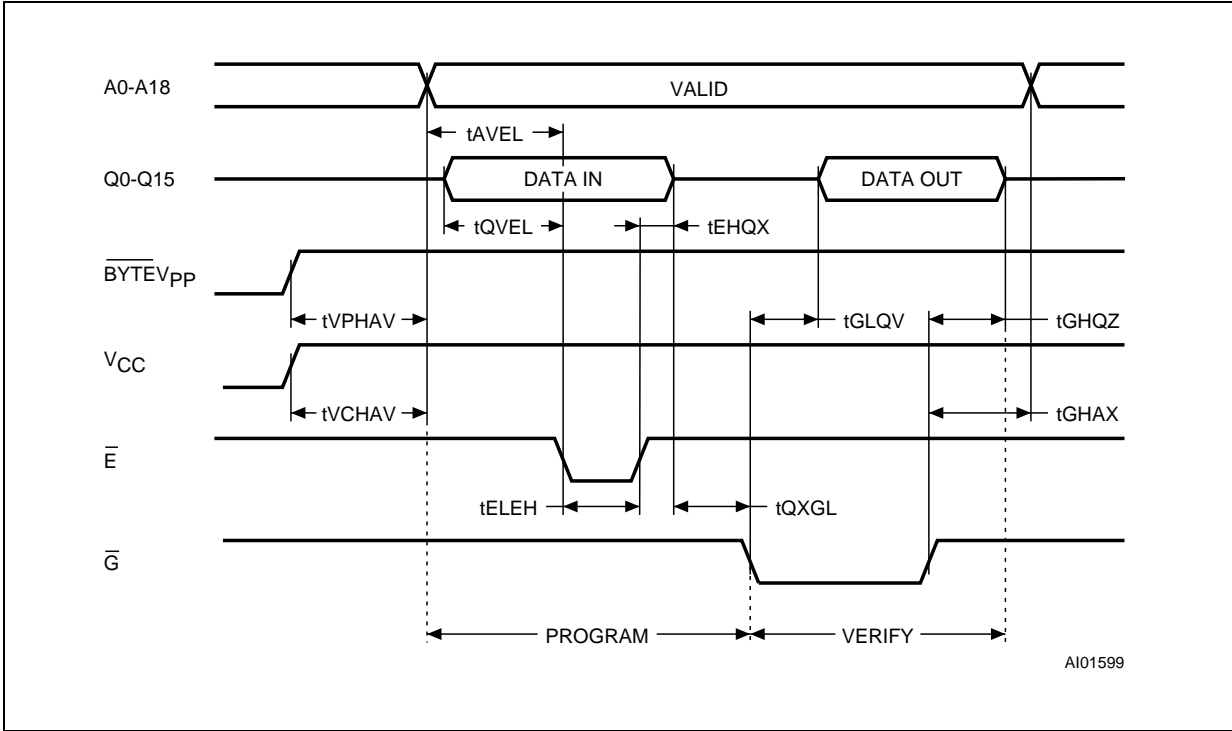 A0-A18
VALID
tAVEL
Q0-Q15
DATA IN
DATA OUT
tQVEL
tEHQX
B̅Y̅T̅E̅VPP
tVPHAV
tGLQV
tGHQZ
VCC
tVCHAV
tGHAX
E̅
tELEH
tQXGL
G̅
PROGRAM
VERIFY
AI01599